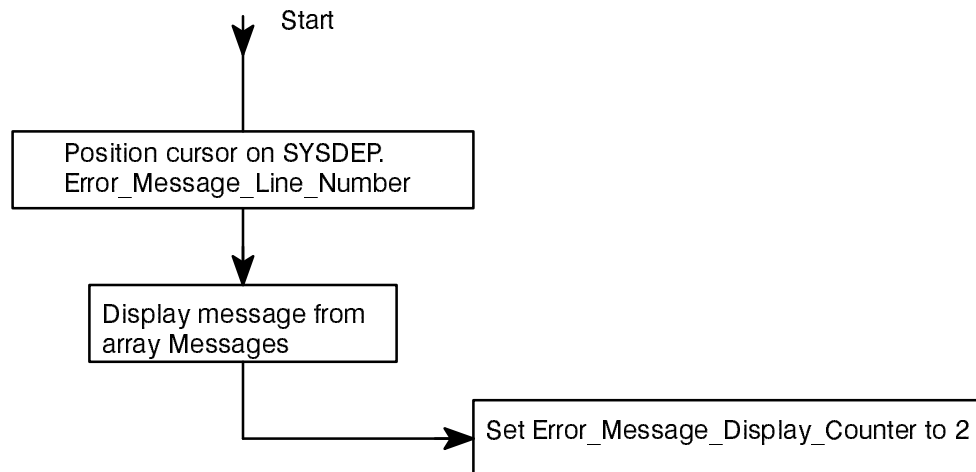 Start
Position cursor on SYSDEP.
Error_Message_Line_Number
Display message from
array Messages
Set Error_Message_Display_Counter to 2